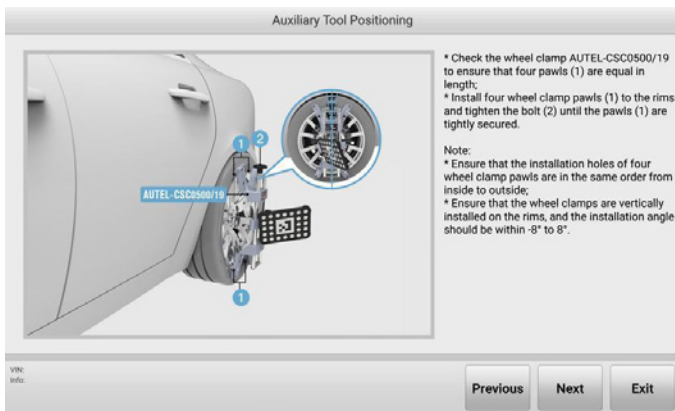 Auxiliary Tool Positioning
* Check the wheel clamp AUTEL-CSC0500/19
to ensure that four pawls (1) are equal in
length;
* Install four wheel clamp pawls (1) to the rims
and tighten the bolt (2) until the pawls (1) are
tightly secured.
Note:
* Ensure that the installation holes of four
wheel clamp pawls are in the same order from
inside to outside;
* Ensure that the wheel clamps are vertically
installed on the rims, and the installation angle
should be within -8° to 8°.
1
2
AUTEL-CSC0500/19
1
VIN:
Info:
Previous
Next
Exit